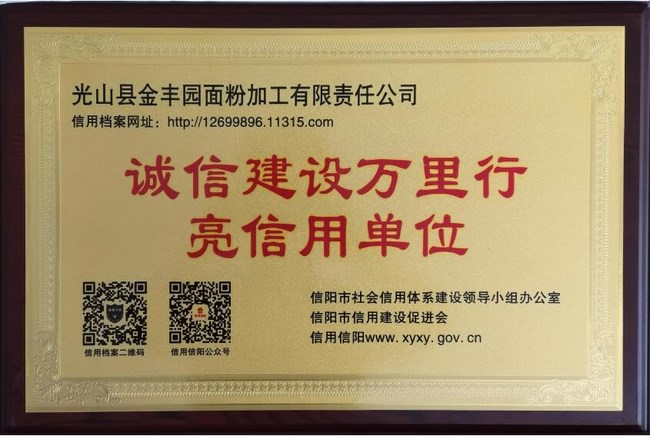 光山县金丰园面粉加工有限责任公司
信用档案网址：http://12699896.11315.com
诚信建设万里行
亮信用单位
信阳市社会信用体系建设领导小组办公室
信阳市信用建设促进会
信用信阳www.xyxy.gov.cn
信用档案二维码
信用信阳公众号